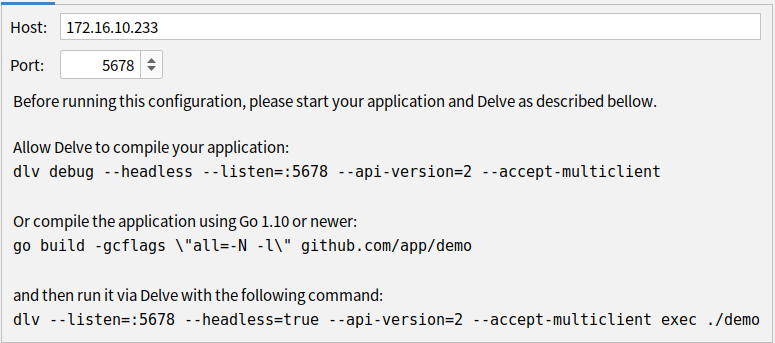 Host: 172.16.10.233
Port: 5678
Before running this configuration, please start your application and Delve as described bellow.
Allow Delve to compile your application:
dlv debug --headless --listen=:5678 --api-version=2 --accept-multiclient
Or compile the application using Go 1.10 or newer:
go build -gcflags \"all=-N -l\" github.com/app/demo
and then run it via Delve with the following command:
dlv --listen=:5678 --headless=true --api-version=2 --accept-multiclient exec ./demo